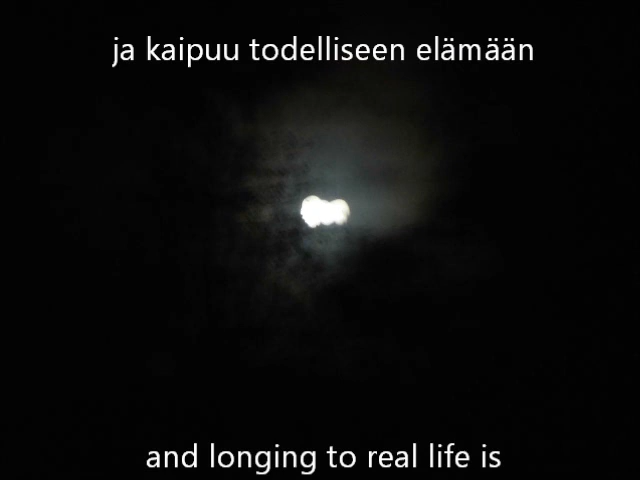 ja kaipuu todelliseen elämään
and longing to real life is